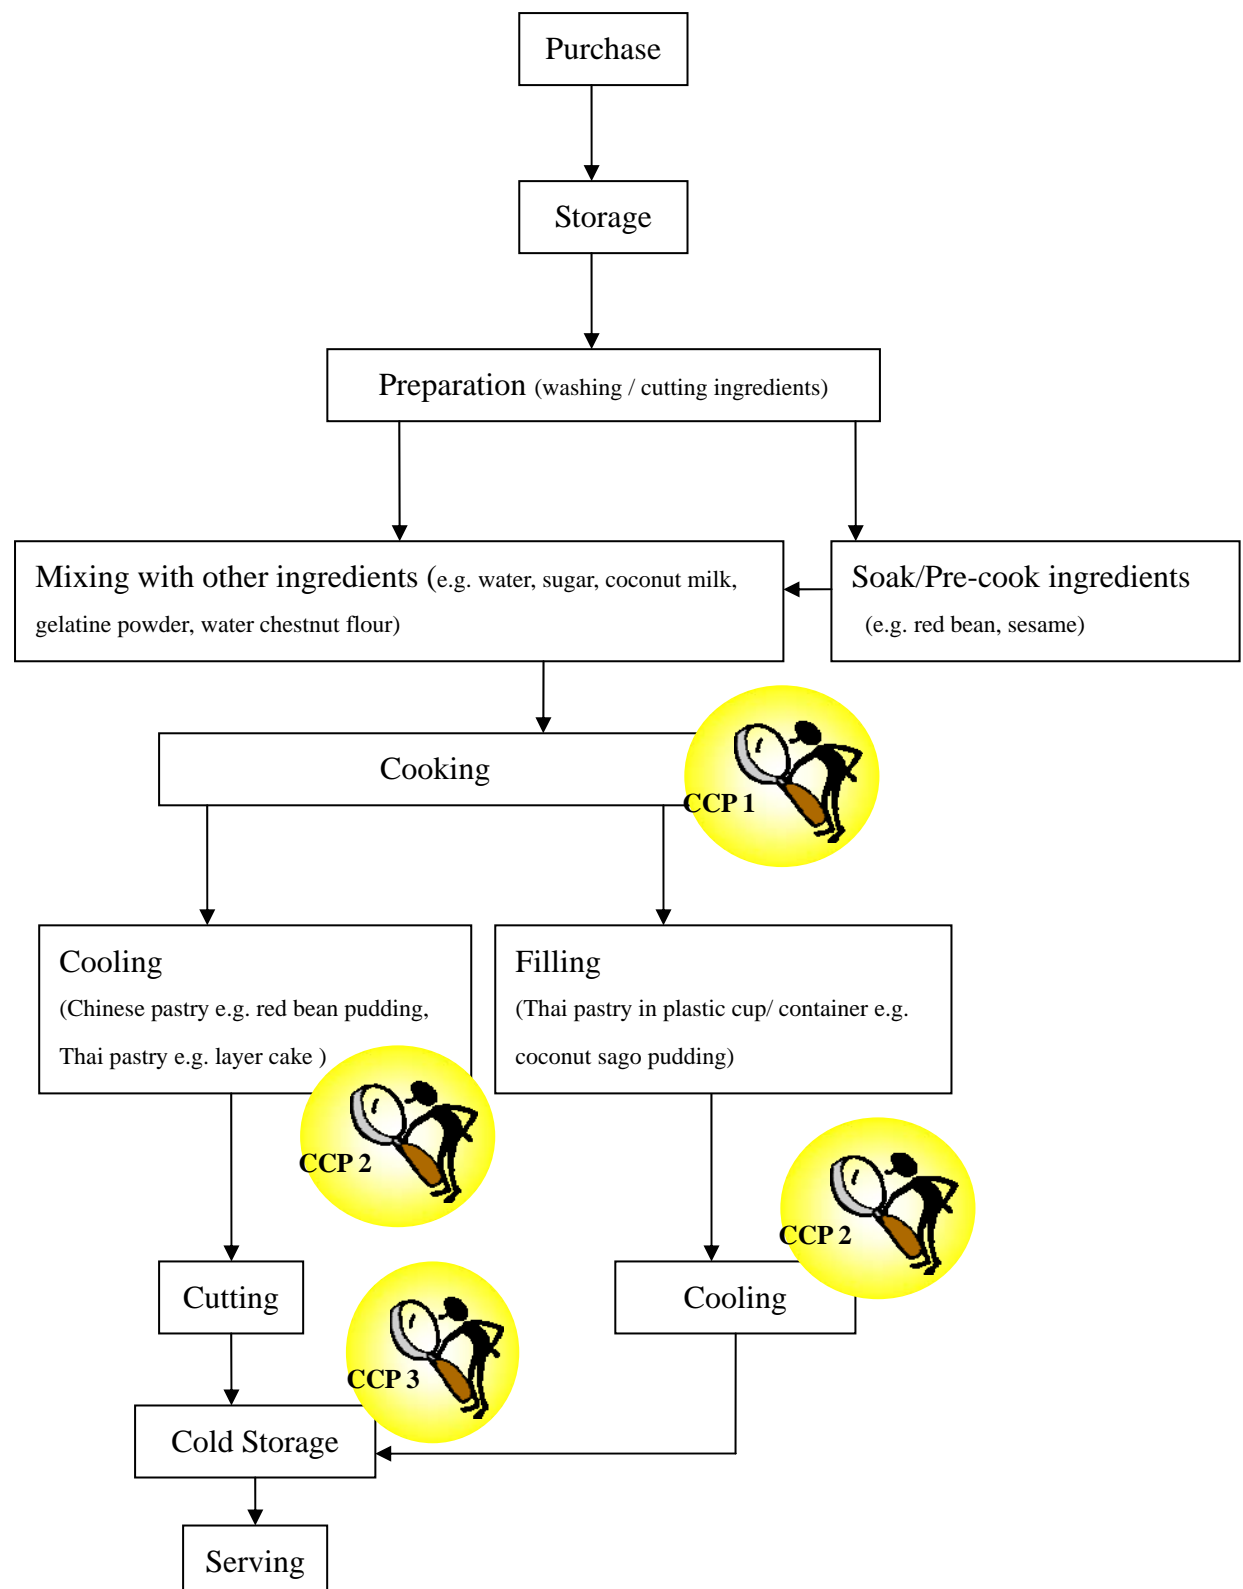 Purchase
Storage
Preparation (washing / cutting ingredients)
Mixing with other ingredients (e.g. water, sugar, coconut milk,
gelatine powder, water chestnut flour)
Soak/Pre-cook ingredients
(e.g. red bean, sesame)
Cooking
CCP 1
Cooling
(Chinese pastry e.g. red bean pudding,
Thai pastry e.g. layer cake )
CCP 2
Filling
(Thai pastry in plastic cup/ container e.g.
coconut sago pudding)
CCP 2
Cutting
Cooling
CCP 3
Cold Storage
Serving